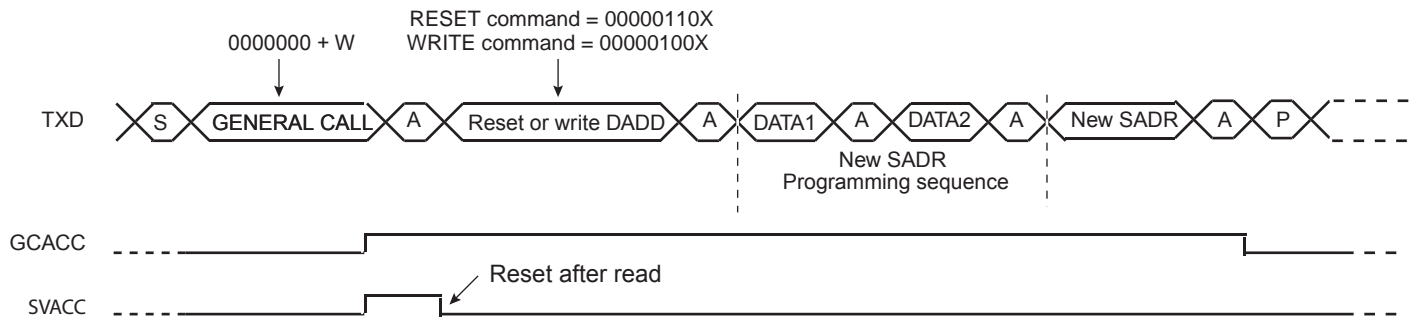 RESET command = 00000110X
0000000 + W
WRITE command = 00000100X
TXD
S
GENERAL CALL
A
Reset or write DADD
A
DATA1
A
DATA2
A
New SADR
A
P
New SADR
Programming sequence
GCACC
Reset after read
SVACC